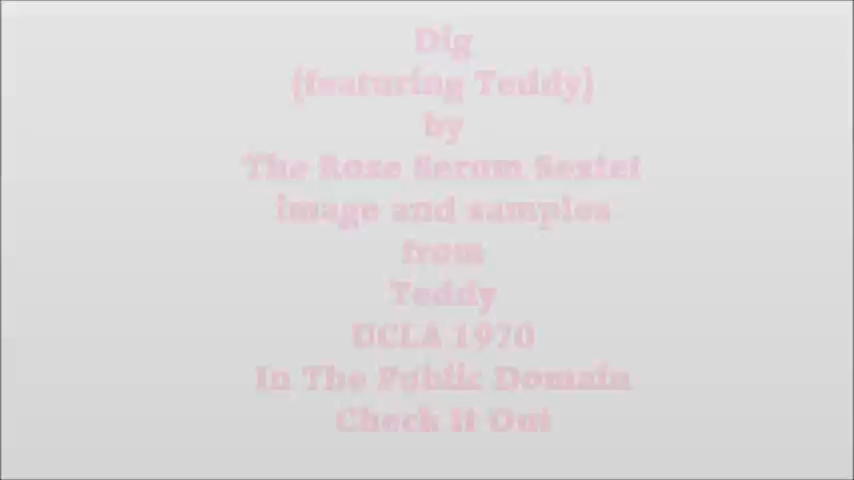 Dig
(featuring Teddy)
by
The Roze Serum Sextet
image and samples
from
Teddy
UCLA 1970
In The Public Domain
Check It Out